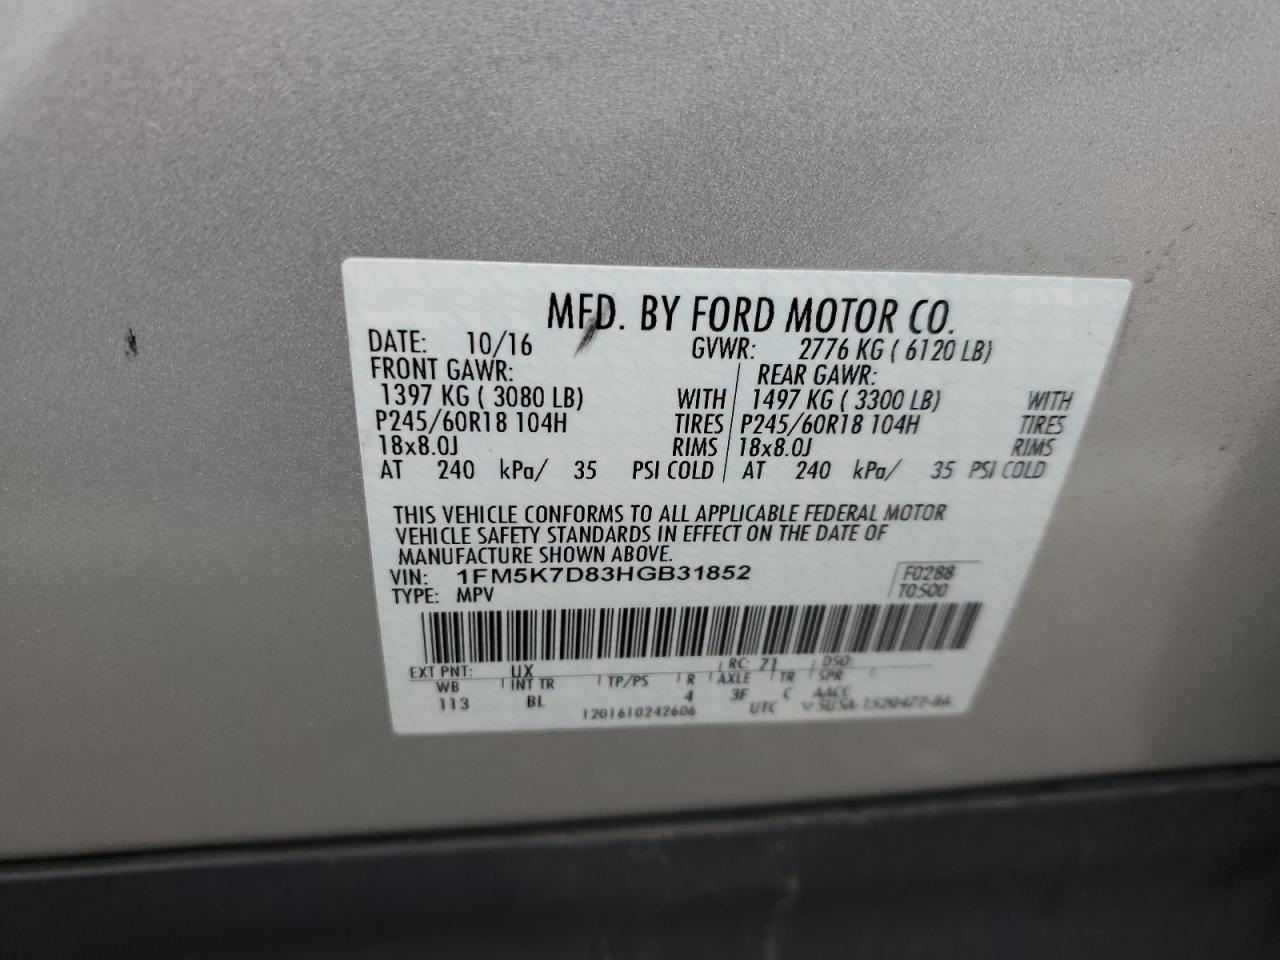 MFD. BY FORD MOTOR CO.
DATE: 10/16 GVWR: 2776 KG ( 6120 LB)
FRONT GAWR: REAR GAWR:
1397 KG ( 3080 LB) WITH 1497 KG ( 3300 LB) WITH
P245/60R18 104H TIRES P245/60R18 104H TIRES
18x8.0J RIMS 18x8.0J RIMS
AT 240 kPa/ 35 PSI COLD AT 240 kPa/ 35 PSI COLD
THIS VEHICLE CONFORMS TO ALL APPLICABLE FEDERAL MOTOR
VEHICLE SAFETY STANDARDS IN EFFECT ON THE DATE OF
MANUFACTURE SHOWN ABOVE.
VIN: 1FM5K7D83HGB31852 F0288
TYPE: MPV T0500
EXT PNT: UX RC: 71 DSO:
WB INT TR TP/PS R AXLE TR SPR
113 BL 4 3F C AACC
1201610242606 UTC